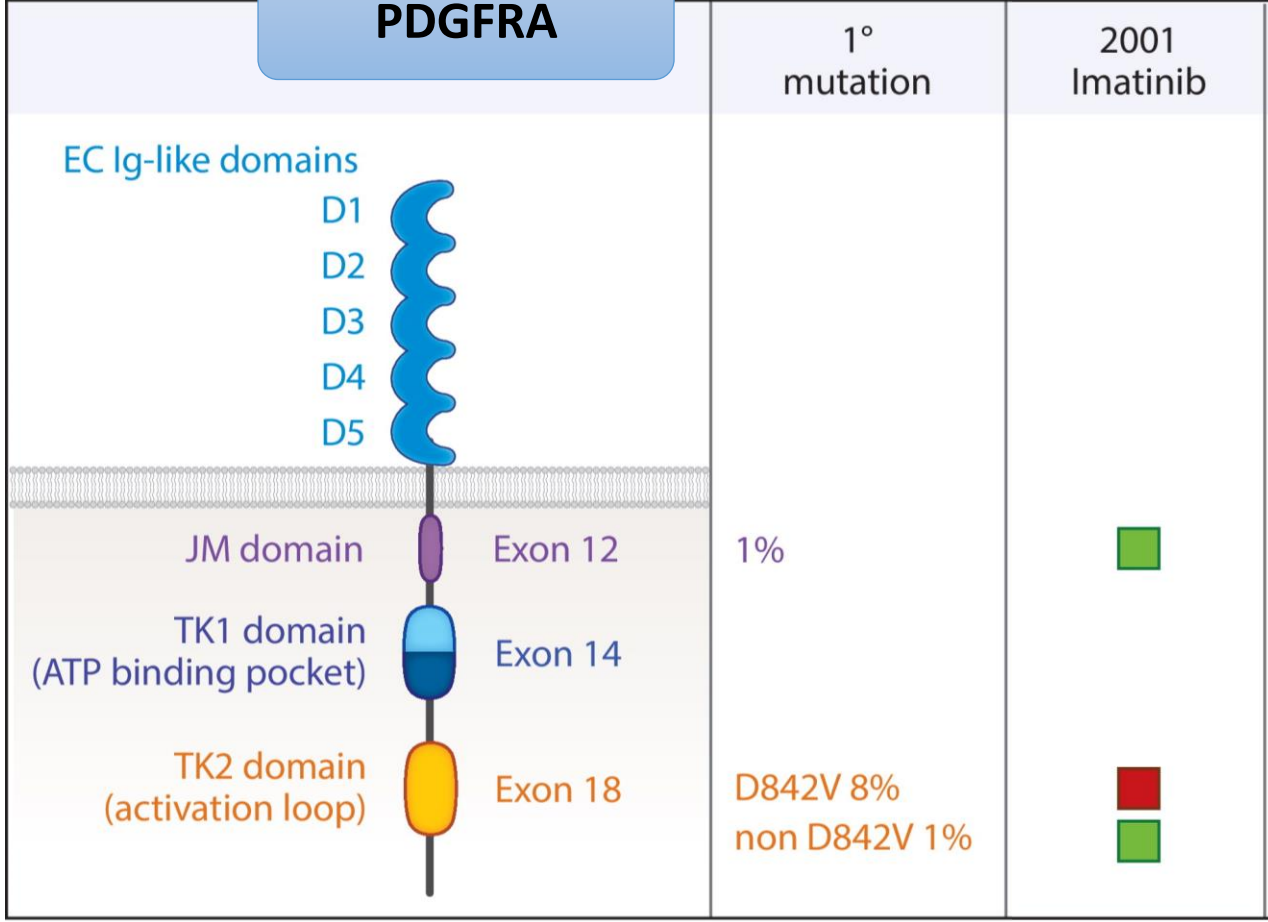 PDGFRA
1°
mutation
2001
Imatinib
EC Ig-like domains
D1
D2
D3
D4
D5
JM domain
Exon 12
1%
TK1 domain
(ATP binding pocket)
Exon 14
TK2 domain
(activation loop)
Exon 18
D842V 8%
non D842V 1%